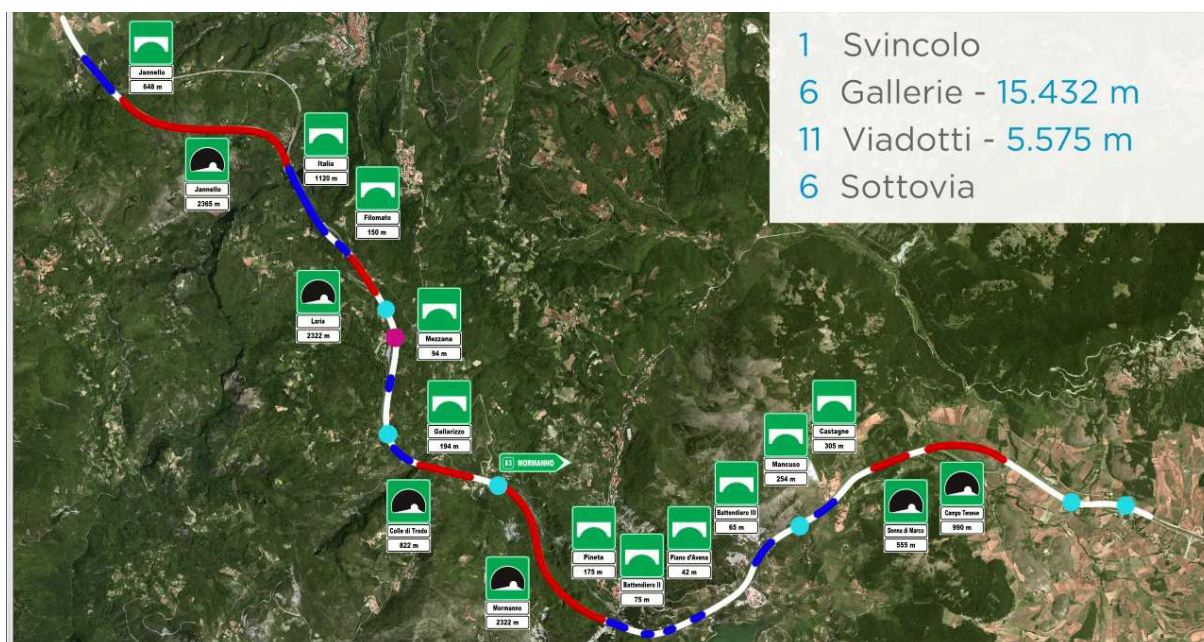 1 Svincolo
6 Gallerie - 15.432 m
11 Viadotti - 5.575 m
6 Sottovia
Jannello
648 m
Jannello
2365 m
Italia
1120 m
Filomato
150 m
Laria
2322 m
Mezzana
94 m
Gallarizzo
194 m
A3 MORMANNO
Colle di Trodo
822 m
Mormanno
2322 m
Pineta
175 m
Battendiero II
75 m
Piano d'Avena
42 m
Battendiero III
65 m
Mancuso
254 m
Castagne
305 m
Donna di Marco
555 m
Campo Tenese
990 m